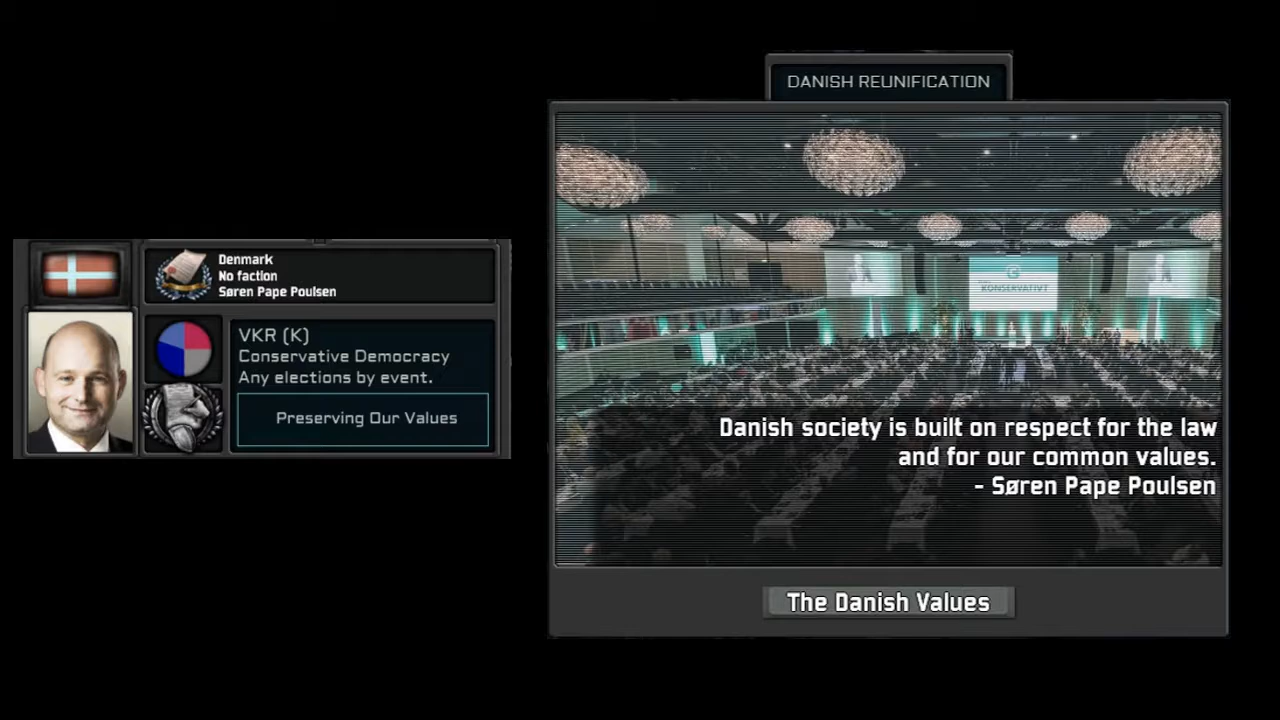 Denmark
No faction
Søren Pape Poulsen
VKR (K)
Conservative Democracy
Any elections by event.
Preserving Our Values
DANISH REUNIFICATION
KONSERVATIVT
Danish society is built on respect for the law
and for our common values.
- Søren Pape Poulsen
The Danish Values